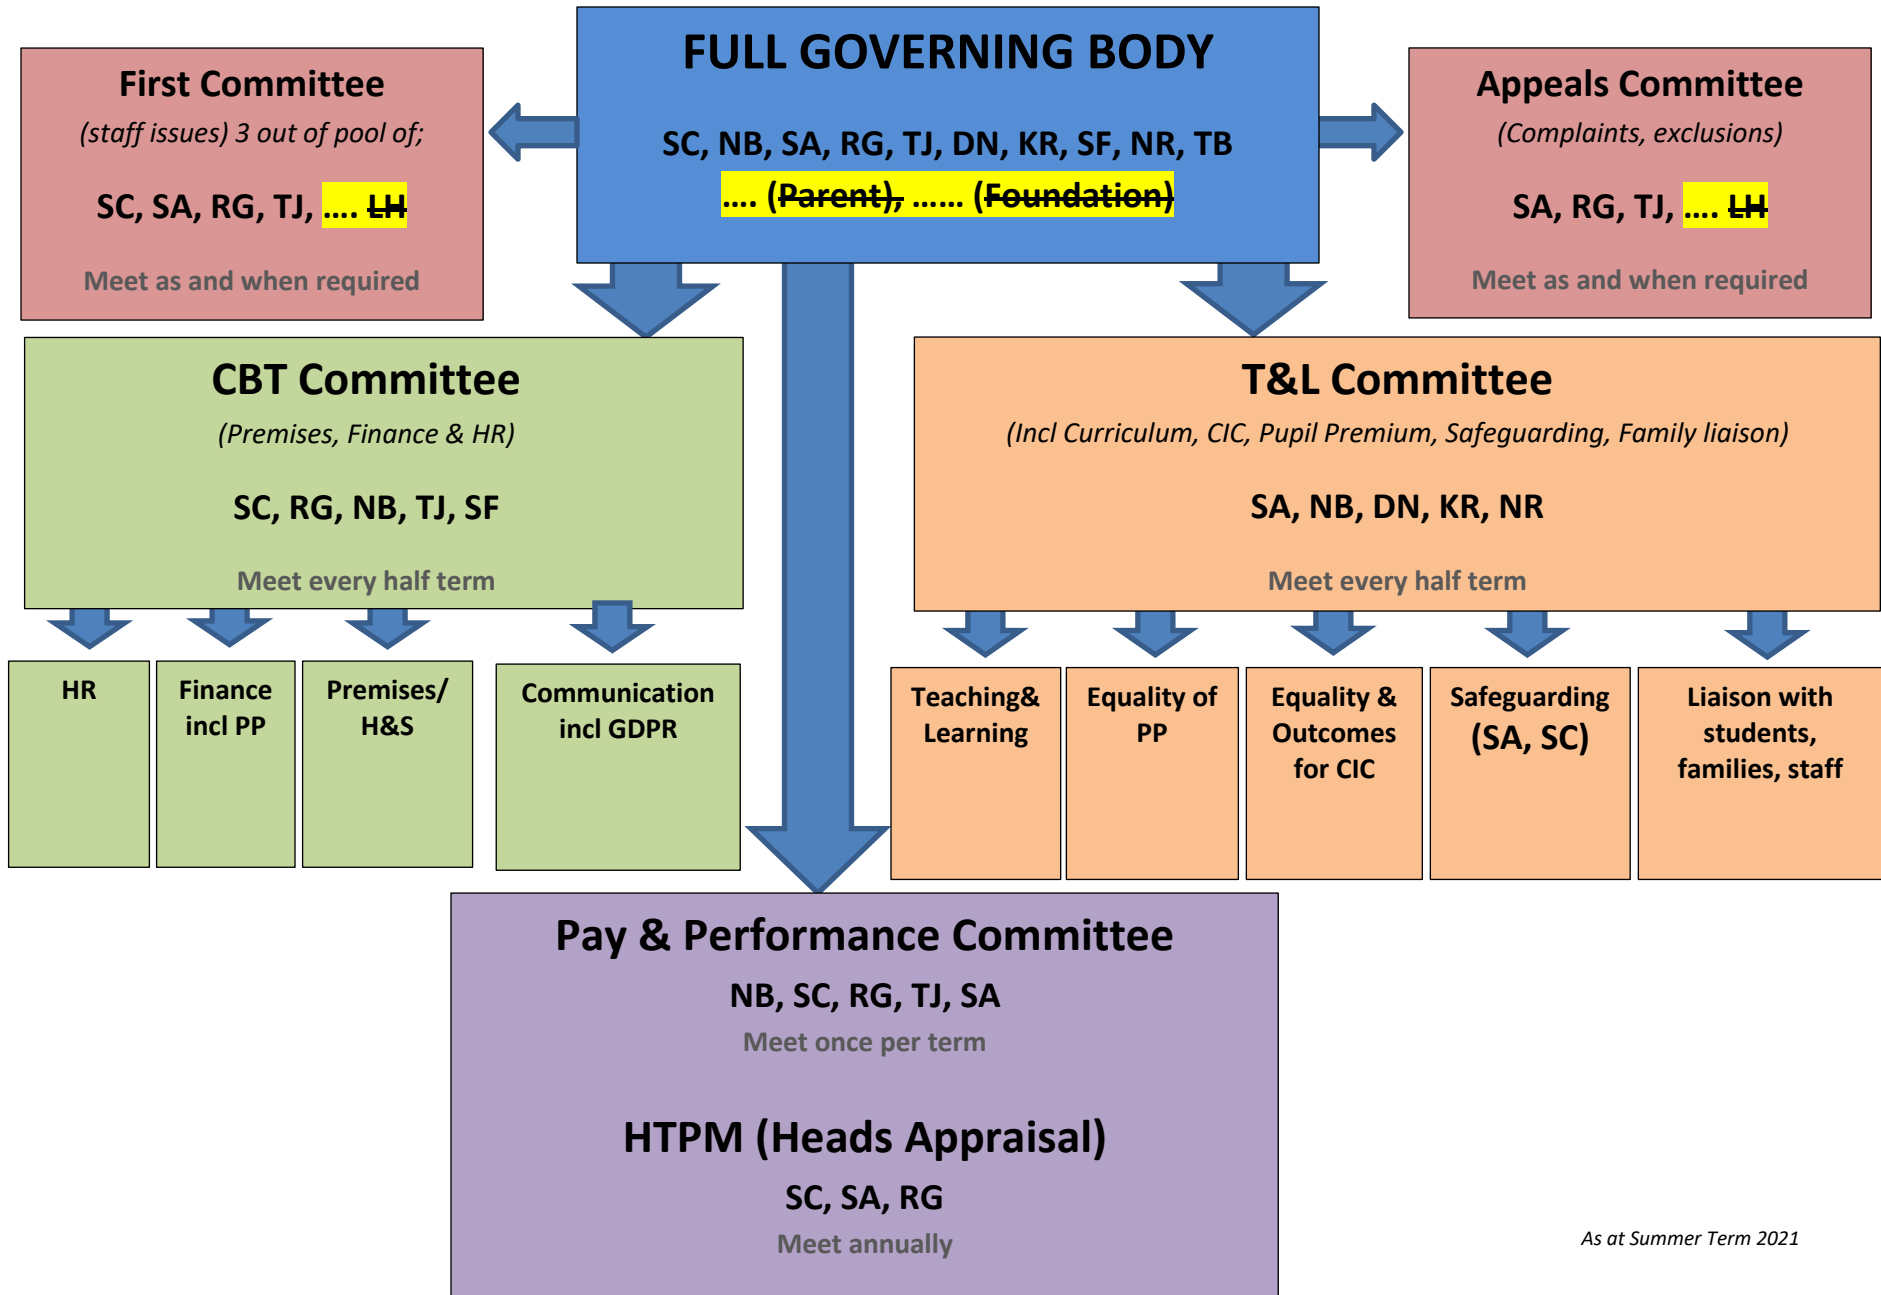 FULL GOVERNING BODY
SC, NB, SA, RG, TJ, DN, KR, SF, NR, TB
.... (Parent), ...... (Foundation)
First Committee
(staff issues) 3 out of pool of;
SC, SA, RG, TJ, .... LH
Meet as and when required
Appeals Committee
(Complaints, exclusions)
SA, RG, TJ, .... LH
Meet as and when required
CBT Committee
(Premises, Finance & HR)
SC, RG, NB, TJ, SF
Meet every half term
T&L Committee
(Incl Curriculum, CIC, Pupil Premium, Safeguarding, Family liaison)
SA, NB, DN, KR, NR
Meet every half term
HR
Finance
incl PP
Premises/
H&S
Communication
incl GDPR
Teaching&
Learning
Equality of
PP
Equality &
Outcomes
for CIC
Safeguarding
(SA, SC)
Liaison with
students,
families, staff
Pay & Performance Committee
NB, SC, RG, TJ, SA
Meet once per term
HTPM (Heads Appraisal)
SC, SA, RG
Meet annually
As at Summer Term 2021